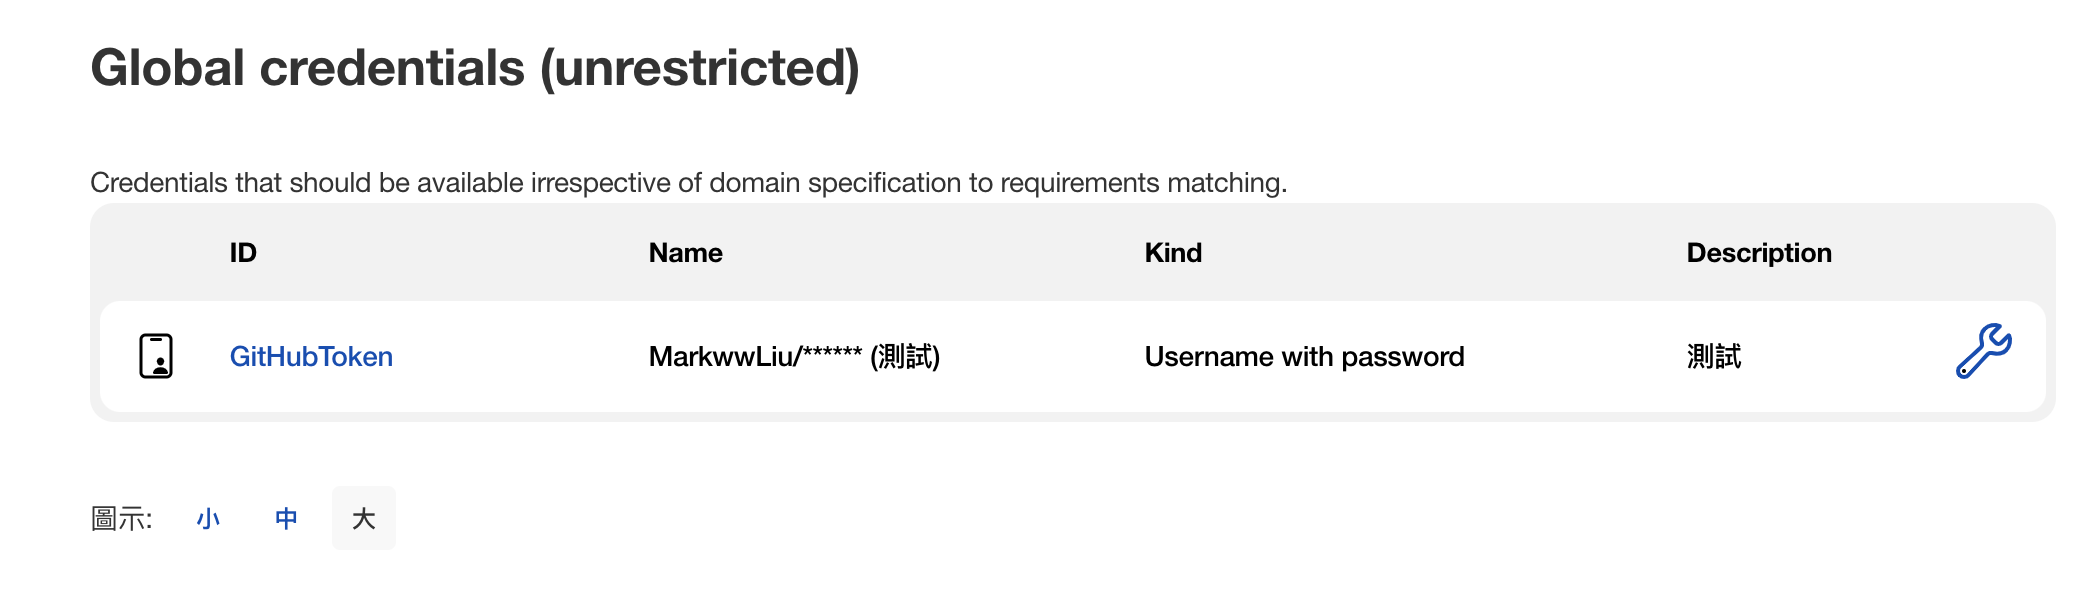 Global credentials (unrestricted)
Credentials that should be available irrespective of domain specification to requirements matching.
ID Name Kind Description
GitHubToken MarkwwLiu/****** (測試) Username with password 測試
圖示: 小 中 大